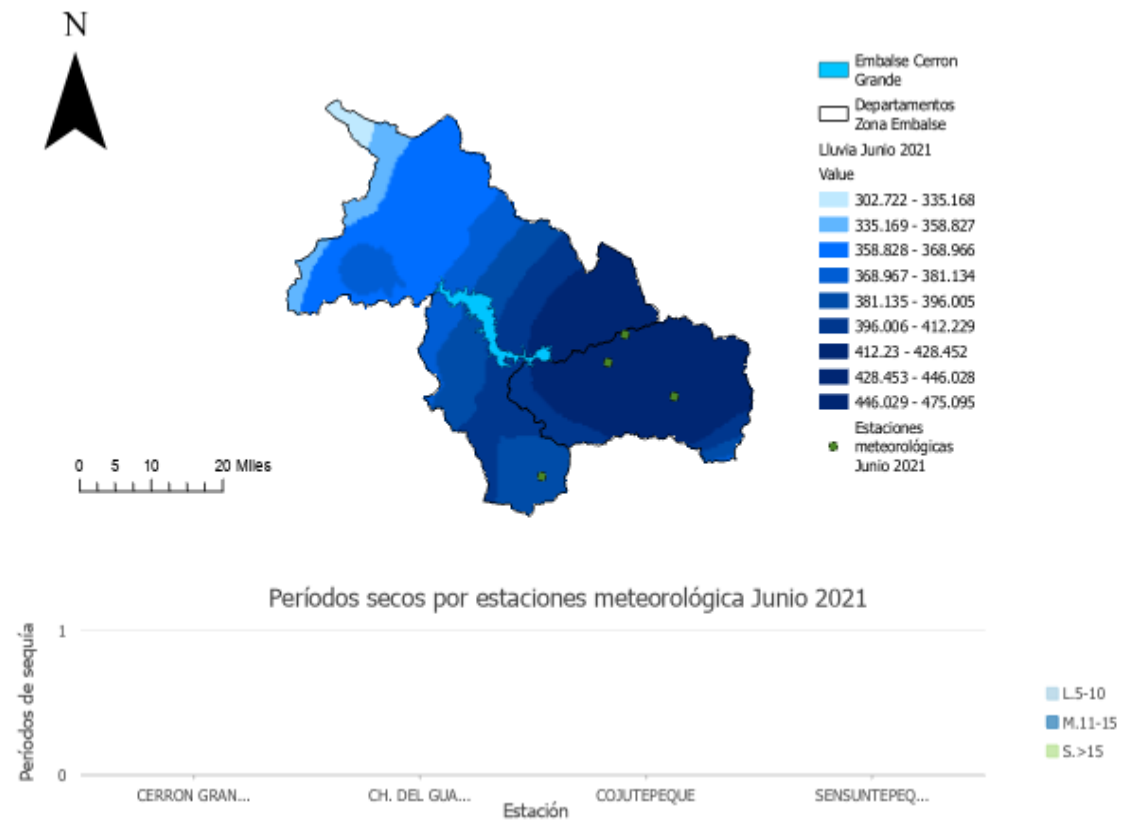 N
Embalse Cerron
Grande
Departamentos
Zona Embalse
Lluvia Junio 2021
Value
302.722 - 335.168
335.169 - 358.827
358.828 - 368.966
368.967 - 381.134
381.135 - 396.005
396.006 - 412.229
412.23 - 428.452
428.453 - 446.028
446.029 - 475.095
Estaciones
meteorológicas
Junio 2021
0 5 10 20 Miles
Períodos secos por estaciones meteorológica Junio 2021
Períodos de sequía
1
0
L.5-10
M.11-15
S.>15
CERRON GRAN...
CH. DEL GUA...
COJUTEPEQUE
SENSUNTEPEQ...
Estación